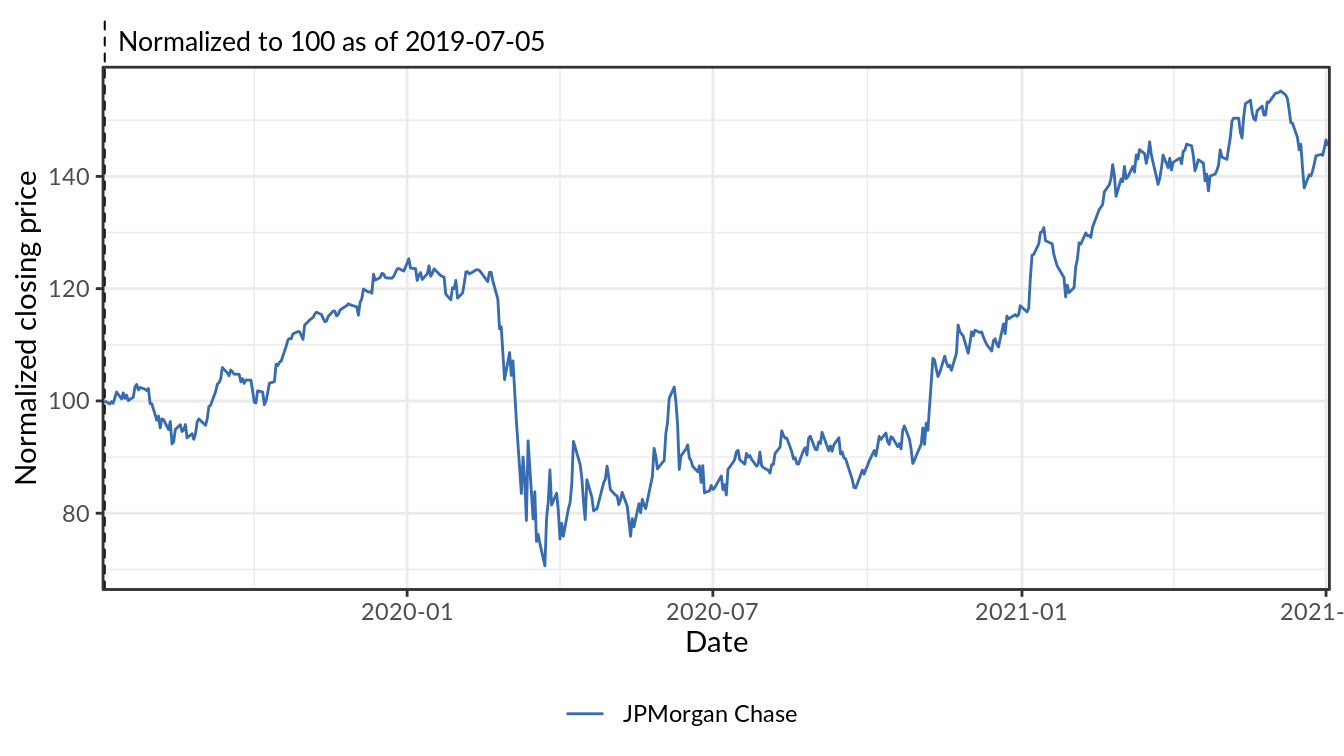 Normalized to 100 as of 2019-07-05
Normalized closing price
140
120
100
80
2020-01
2020-07
2021-01
2021-
Date
JPMorgan Chase